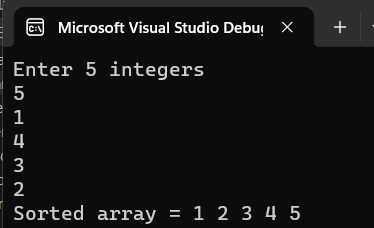 Microsoft Visual Studio Debu
Enter 5 integers
5
1
4
3
2
Sorted array = 1 2 3 4 5